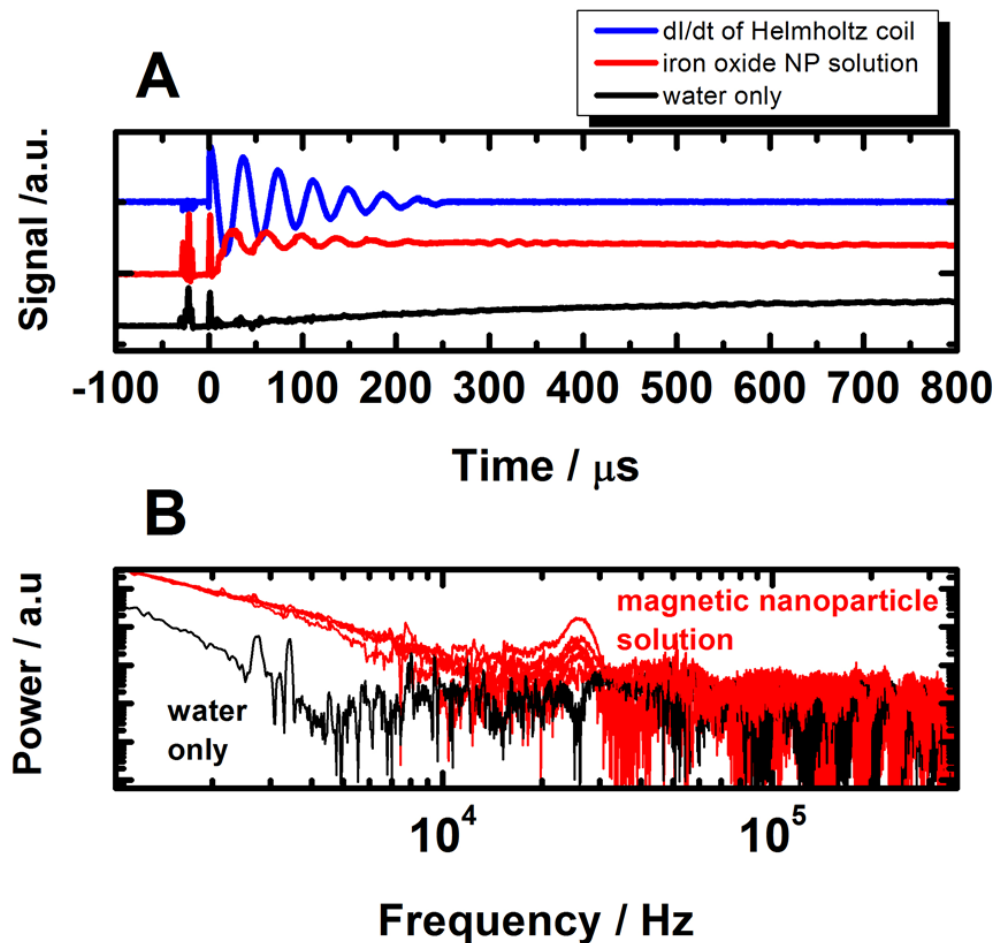 dI/dt of Helmholtz coil
iron oxide NP solution
water only
A
Signal /a.u.
-100 0 100 200 300 400 500 600 700 800
Time / μs
B
Power / a.u
magnetic nanoparticle
solution
water
only
10^4 10^5
Frequency / Hz